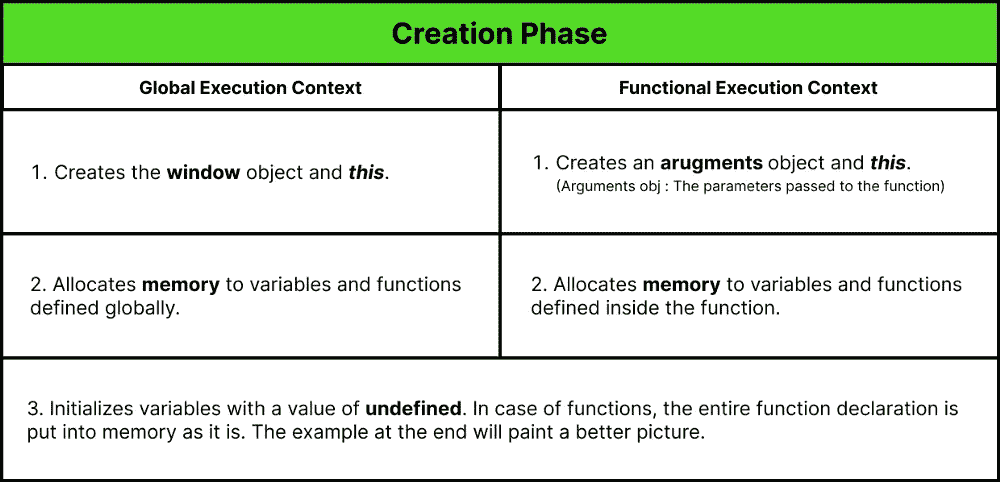 Creation Phase
Global Execution Context
Functional Execution Context
1. Creates the window object and this.
1. Creates an arugments object and this.
(Arguments obj : The parameters passed to the function)
2. Allocates memory to variables and functions
defined globally.
2. Allocates memory to variables and functions
defined inside the function.
3. Initializes variables with a value of undefined. In case of functions, the entire function declaration is
put into memory as it is. The example at the end will paint a better picture.